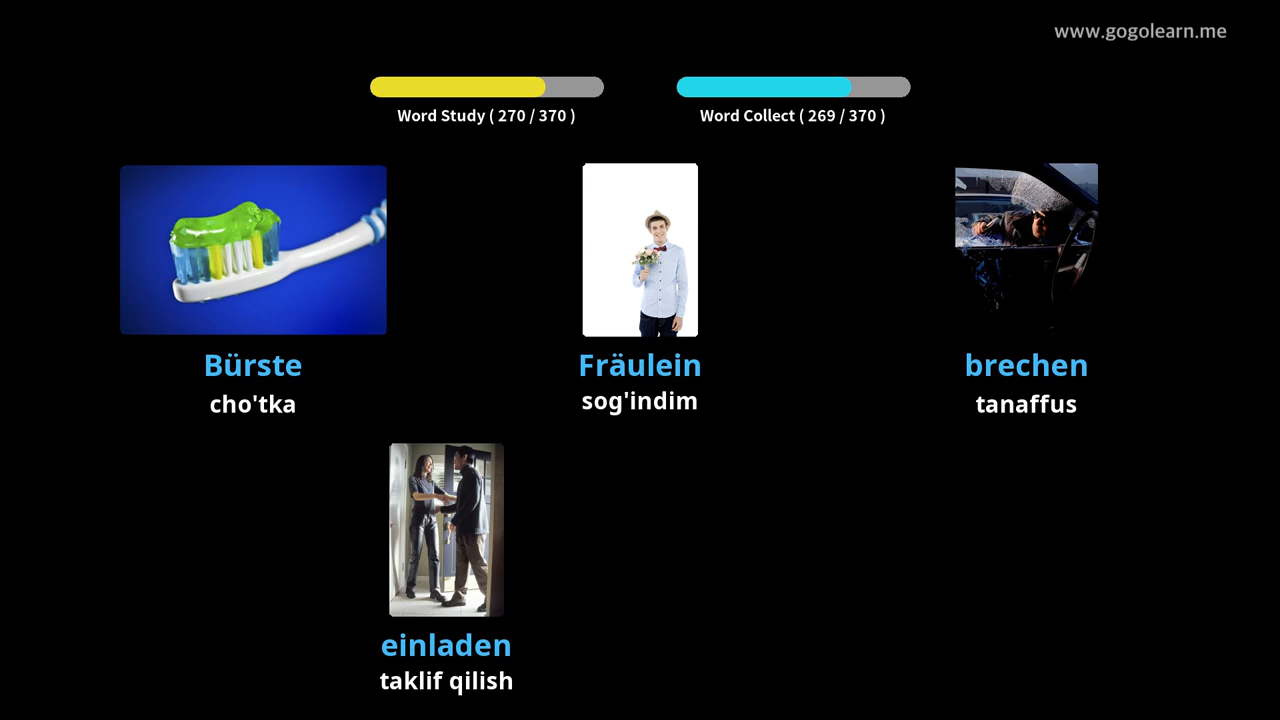 www.gogolearn.me
Word Study ( 270 / 370 )
Word Collect ( 269 / 370 )
Bürste
cho'tka
Fräulein
sog'indim
brechen
tanaffus
einladen
taklif qilish